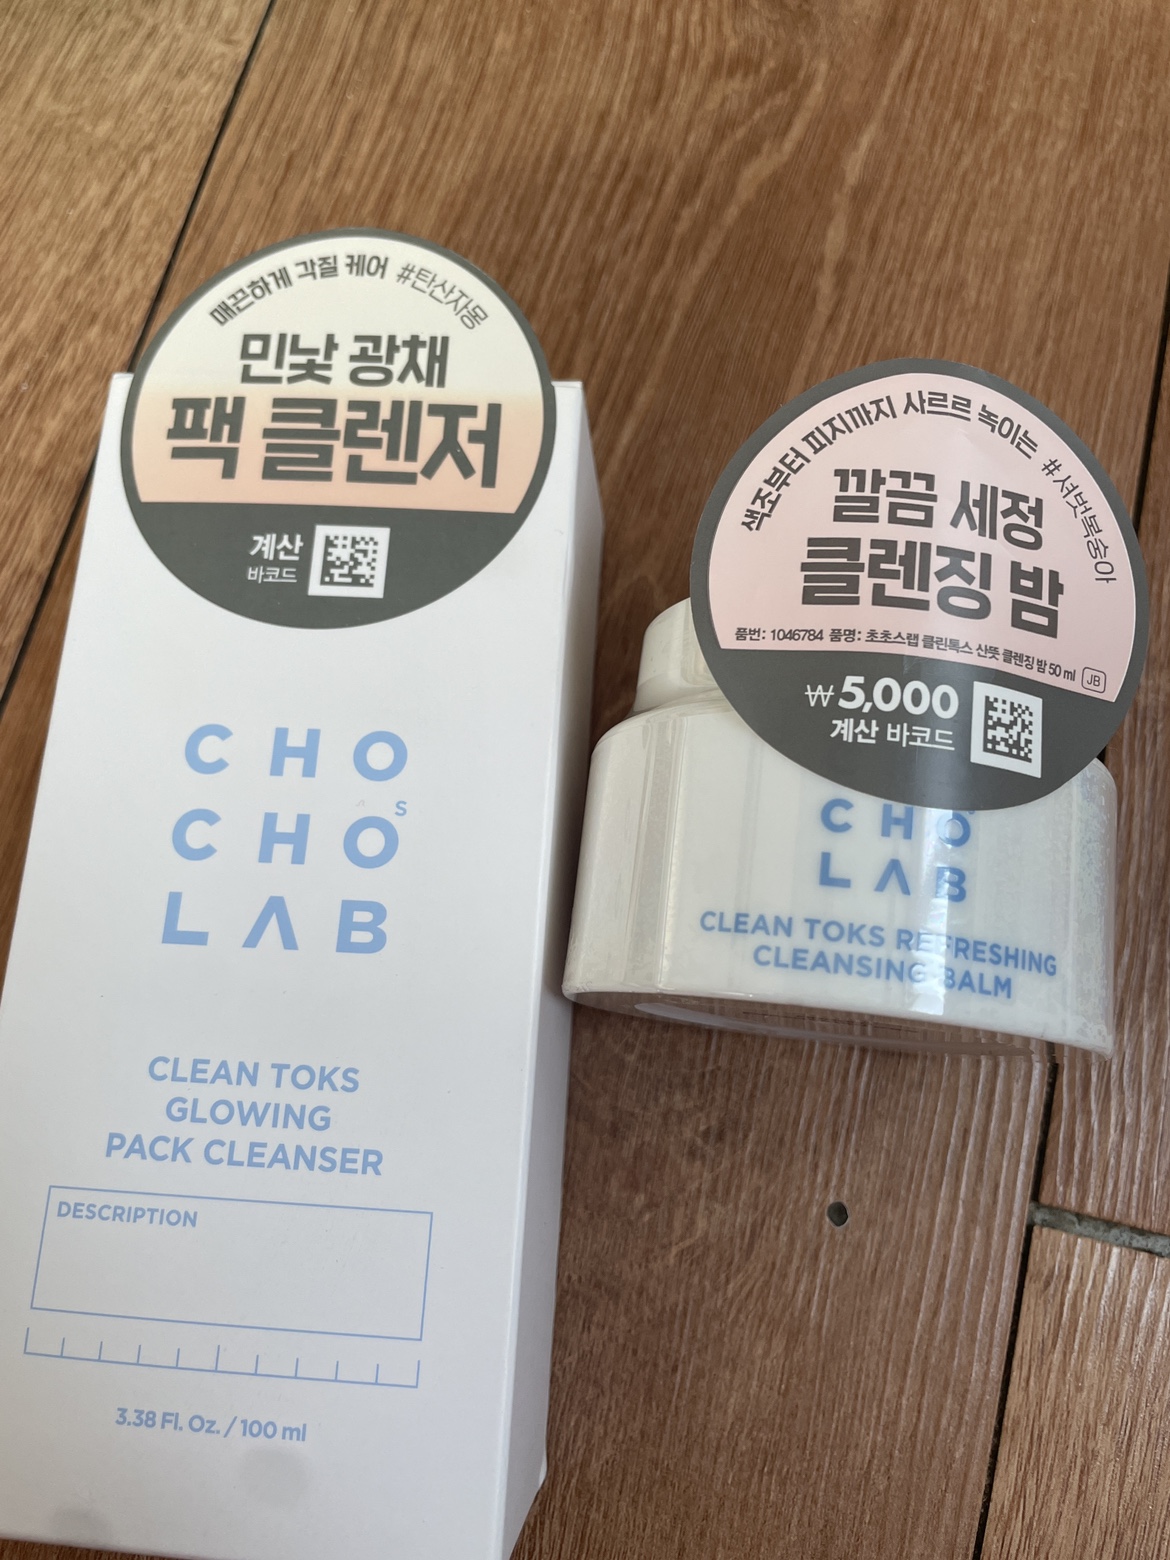 매끈하게 각질 케어 #탄산자몽
민낯 광채
팩 클렌저
계산
바코드
CHO
CHO'S
LAB
CLEAN TOKS
GLOWING
PACK CLEANSER
DESCRIPTION
3.38 Fl. Oz. / 100 ml
색조부터 피지까지 사르르 녹이는 #셔벗복숭아
깔끔 세정
클렌징 밤
품번: 1046784 품명: 초초스랩 클린톡스 산뜻 클렌징 밤 50 ml JB
₩5,000
계산 바코드
CHO
LAB
CLEAN TOKS REFRESHING
CLEANSING BALM